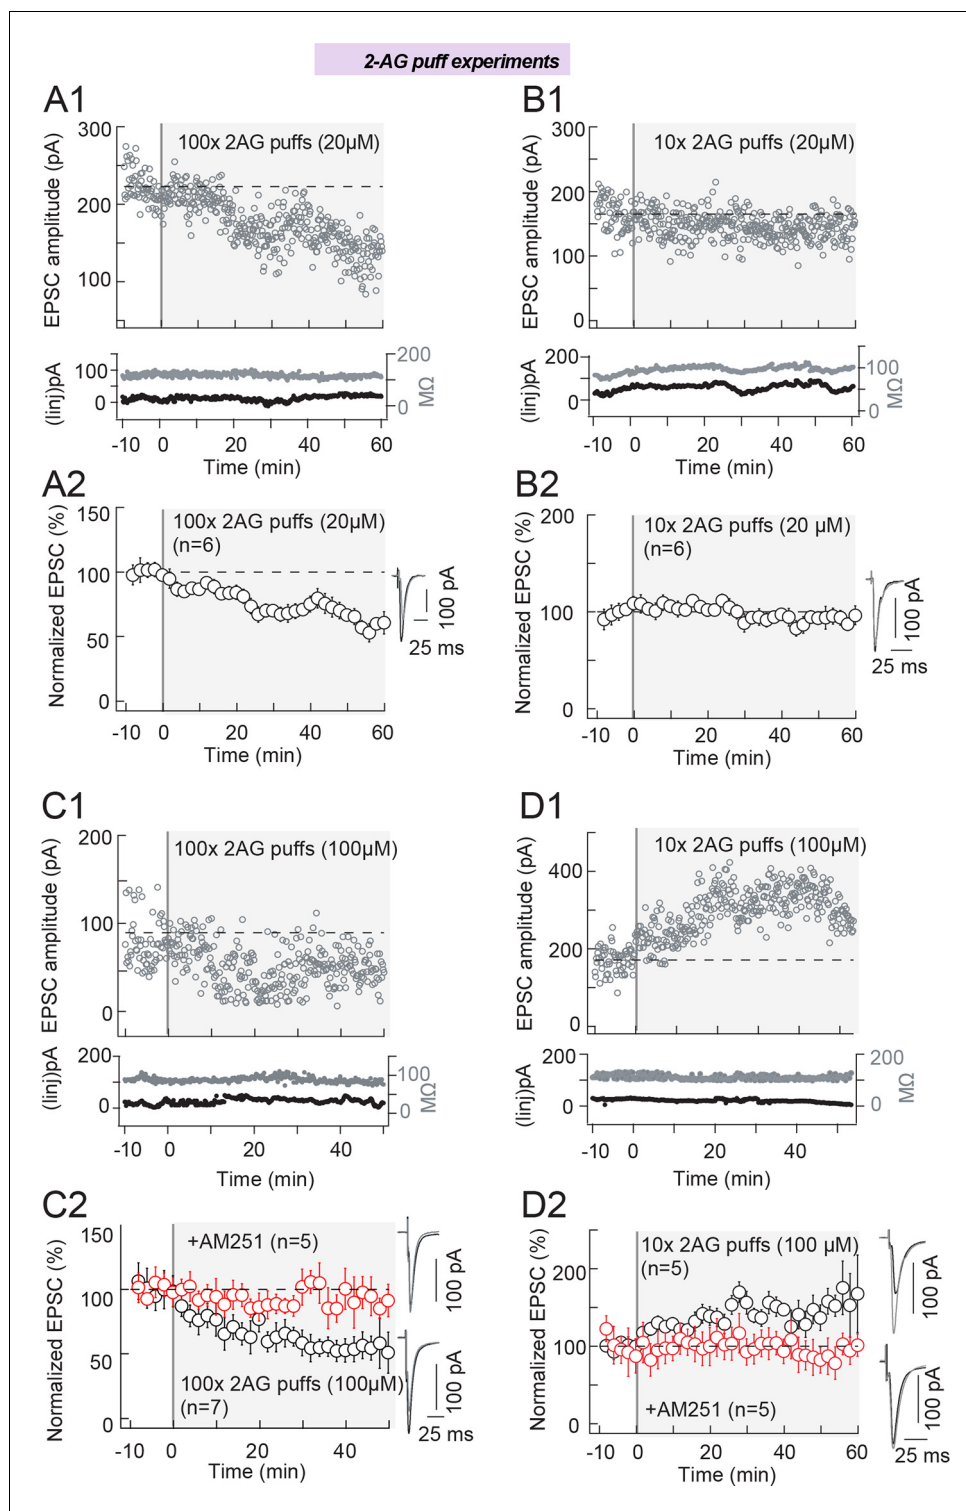 2-AG puff experiments
A1
EPSC amplitude (pA)
300
200
100
100x 2AG puffs (20µM)
(Iinj)pA
100
0
200
0
MΩ
-10 0 20 40 60
Time (min)
B1
EPSC amplitude (pA)
300
200
100
0
10x 2AG puffs (20µM)
(Iinj)pA
200
0
100
0
MΩ
-10 0 20 40 60
Time (min)
A2
Normalized EPSC (%)
150
100
50
0
100x 2AG puffs (20µM)
(n=6)
100 pA
25 ms
-10 0 20 40 60
Time (min)
B2
Normalized EPSC (%)
200
100
0
10x 2AG puffs (20 µM)
(n=6)
100 pA
25 ms
-10 0 20 40 60
Time (min)
C1
EPSC amplitude (pA)
200
100
0
100x 2AG puffs (100µM)
(Iinj)pA
200
0
100
0
MΩ
-10 0 20 40
Time (min)
D1
EPSC amplitude (pA)
400
200
0
10x 2AG puffs (100µM)
(Iinj)pA
200
0
200
0
MΩ
-10 0 20 40
Time (min)
C2
Normalized EPSC (%)
150
100
50
0
+AM251 (n=5)
100x 2AG puffs (100µM)
(n=7)
100 pA
100 pA
25 ms
-10 0 20 40
Time (min)
D2
Normalized EPSC (%)
200
100
0
10x 2AG puffs (100 µM)
(n=5)
+AM251 (n=5)
100 pA
100 pA
25 ms
-10 0 20 40 60
Time (min)